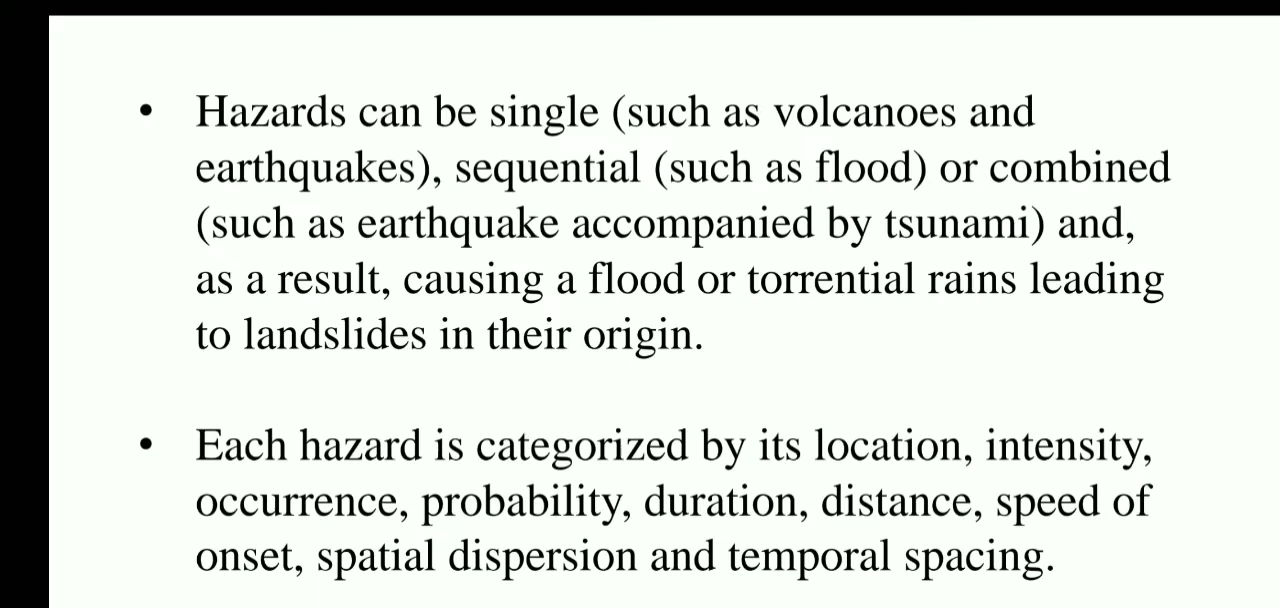 • Hazards can be single (such as volcanoes and
earthquakes), sequential (such as flood) or combined
(such as earthquake accompanied by tsunami) and,
as a result, causing a flood or torrential rains leading
to landslides in their origin.
• Each hazard is categorized by its location, intensity,
occurrence, probability, duration, distance, speed of
onset, spatial dispersion and temporal spacing.